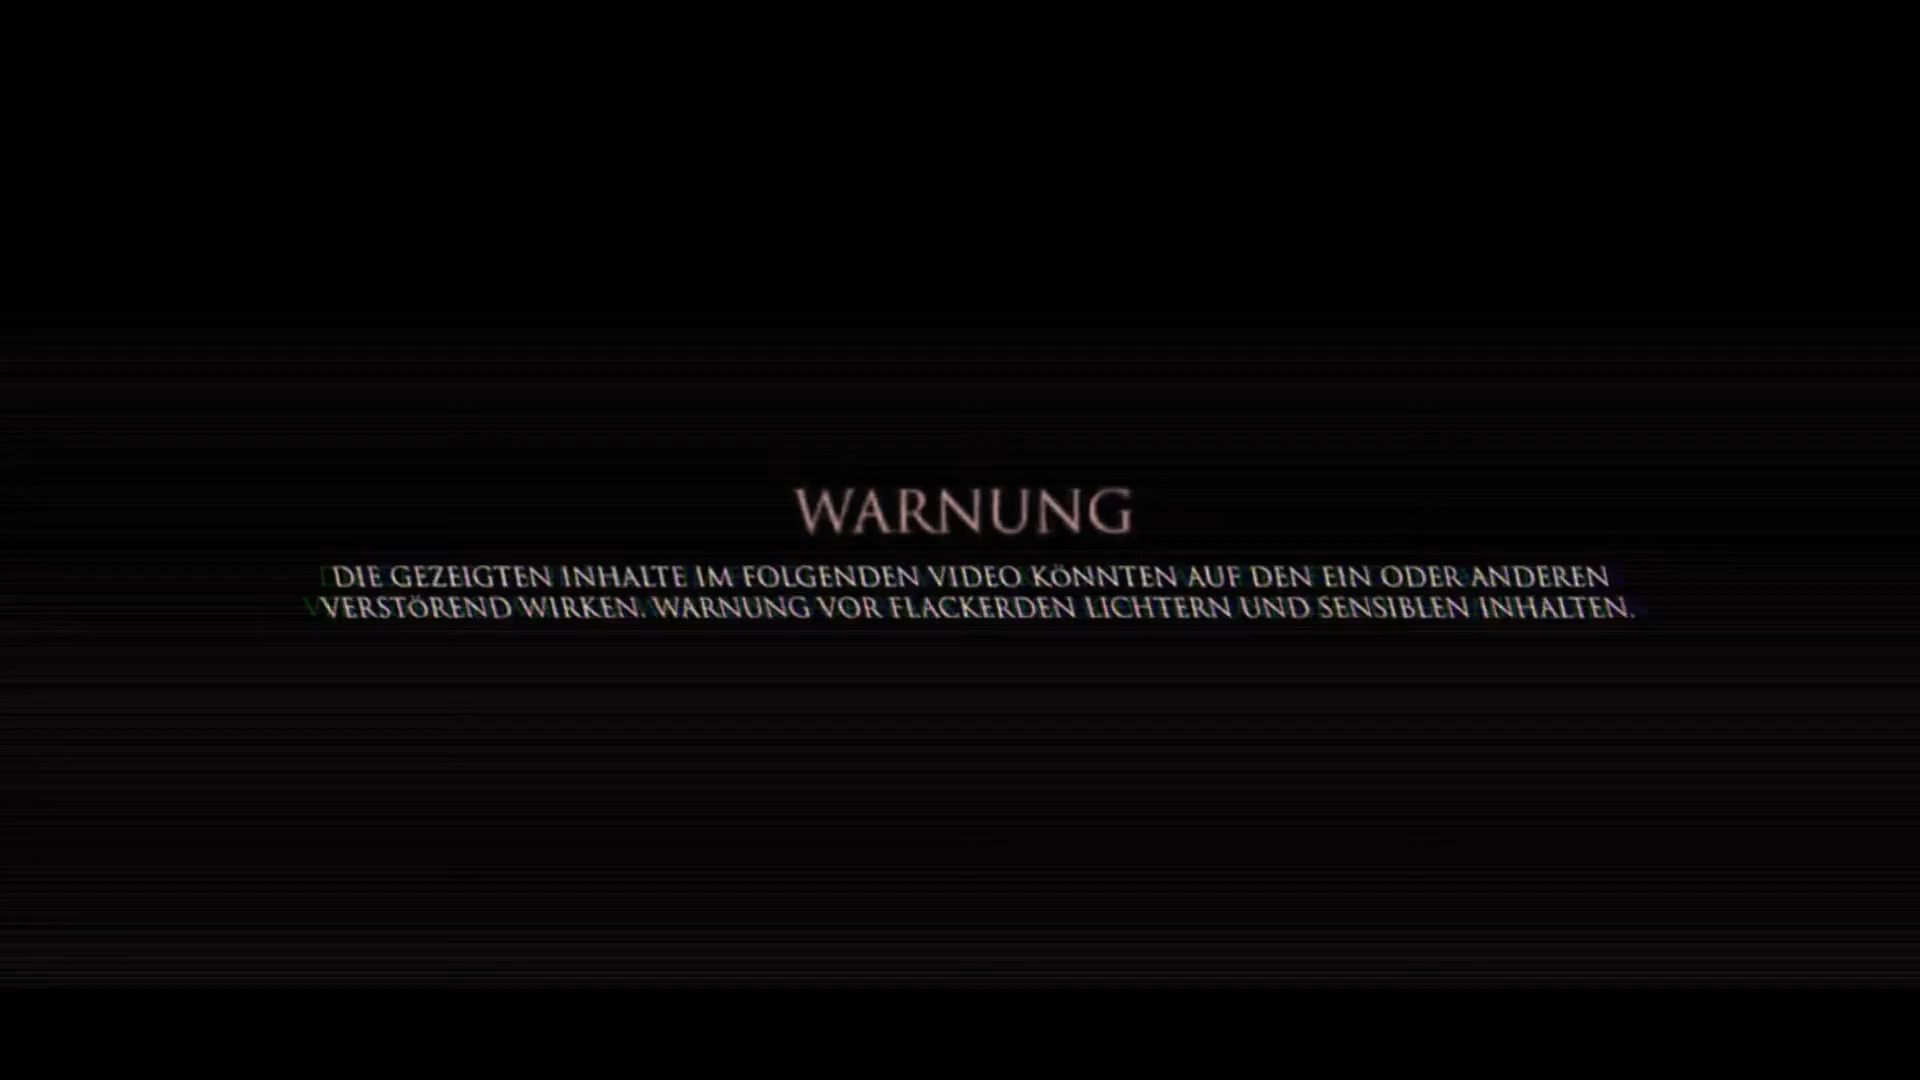 WARNUNG
DIE GEZEIGTEN INHALTE IM FOLGENDEN VIDEO KÖNNTEN AUF DEN EIN ODER ANDEREN
VERSTÖREND WIRKEN. WARNUNG VOR FLACKERDEN LICHTERN UND SENSIBLEN INHALTEN.